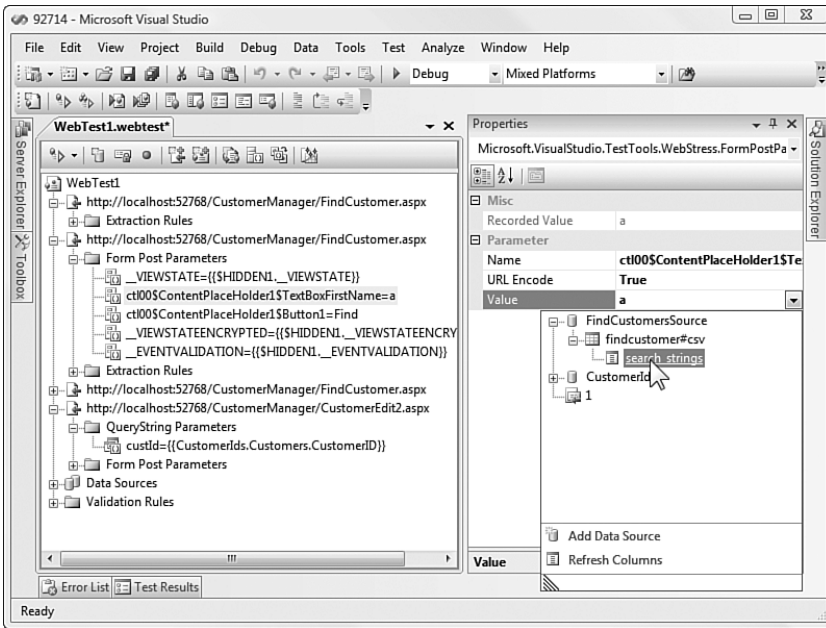 92714 - Microsoft Visual Studio
File Edit View Project Build Debug Data Tools Test Analyze Window Help
Debug Mixed Platforms
Server Explorer
Toolbox
WebTest1.webtest*
WebTest1
http://localhost:52768/CustomerManager/FindCustomer.aspx
Extraction Rules
http://localhost:52768/CustomerManager/FindCustomer.aspx
Form Post Parameters
__VIEWSTATE={{$HIDDEN1.__VIEWSTATE}}
ctl00$ContentPlaceHolder1$TextBoxFirstName=a
ctl00$ContentPlaceHolder1$Button1=Find
__VIEWSTATEENCRYPTED={{$HIDDEN1.__VIEWSTATEENCRY
__EVENTVALIDATION={{$HIDDEN1.__EVENTVALIDATION}}
Extraction Rules
http://localhost:52768/CustomerManager/FindCustomer.aspx
http://localhost:52768/CustomerManager/CustomerEdit2.aspx
QueryString Parameters
custId={{CustomerIds.Customers.CustomerID}}
Form Post Parameters
Data Sources
Validation Rules
Properties
Microsoft.VisualStudio.TestTools.WebStress.FormPostPa
Misc
Recorded Value a
Parameter
Name ctl00$ContentPlaceHolder1$Te
URL Encode True
Value a
FindCustomersSource
findcustomer#csv
search_strings
CustomerId
1
Add Data Source
Refresh Columns
Value
Solution Explorer
Error List Test Results
Ready